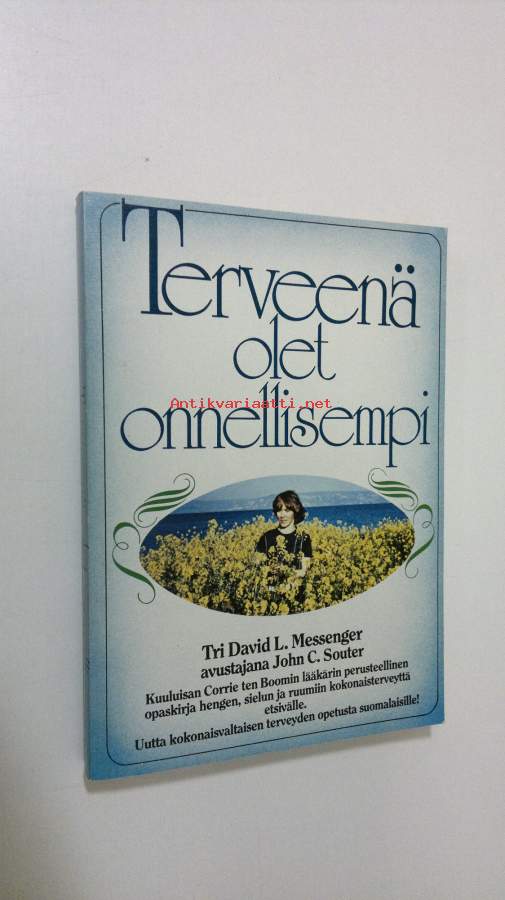 Terveenä
olet
Antikvariaatti.net
onnellisempi
Tri David L. Messenger
avustajana John C. Souter
Kuuluisan Corrie ten Boomin lääkärin perusteellinen
opaskirja hengen, sielun ja ruumiin kokonaisterveyttä
etsivälle.
Uutta kokonaisvaltaisen terveyden opetusta suomalaisille!